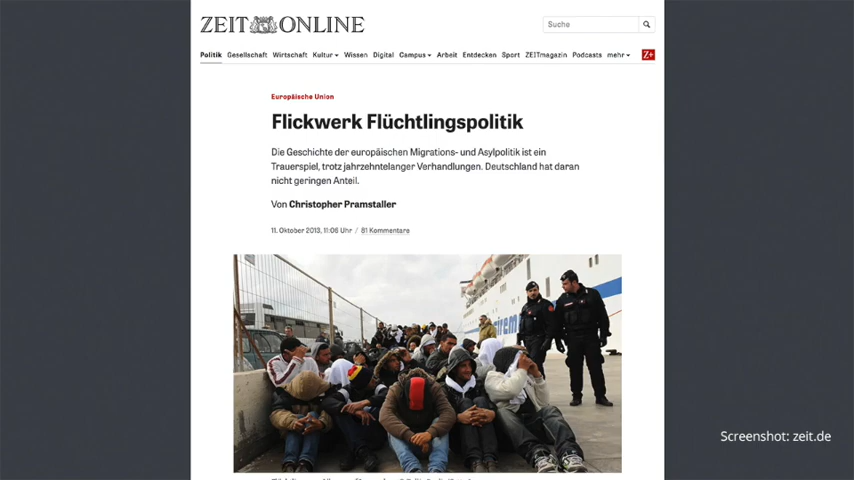 ZEIT ONLINE
Suche
Politik Gesellschaft Wirtschaft Kultur Wissen Digital Campus Arbeit Entdecken Sport ZEITmagazin Podcasts mehr Z+
Europäische Union
Flickwerk Flüchtlingspolitik
Die Geschichte der europäischen Migrations- und Asylpolitik ist ein
Trauerspiel, trotz jahrzehntelanger Verhandlungen. Deutschland hat daran
nicht geringen Anteil.
Von Christopher Pramstaller
11. Oktober 2013, 11:06 Uhr / 61 Kommentare
Screenshot: zeit.de